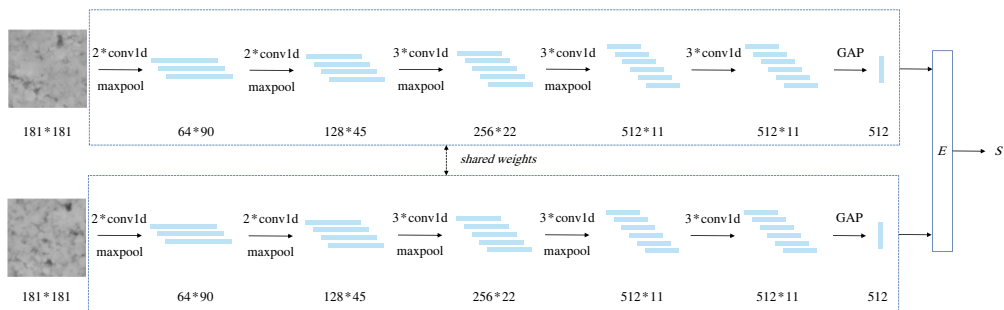 2*conv1d 2*conv1d 3*conv1d 3*conv1d 3*conv1d GAP
maxpool maxpool maxpool maxpool
181*181 64*90 128*45 256*22 512*11 512*11 512
shared weights
E S
2*conv1d 2*conv1d 3*conv1d 3*conv1d 3*conv1d GAP
maxpool maxpool maxpool maxpool
181*181 64*90 128*45 256*22 512*11 512*11 512